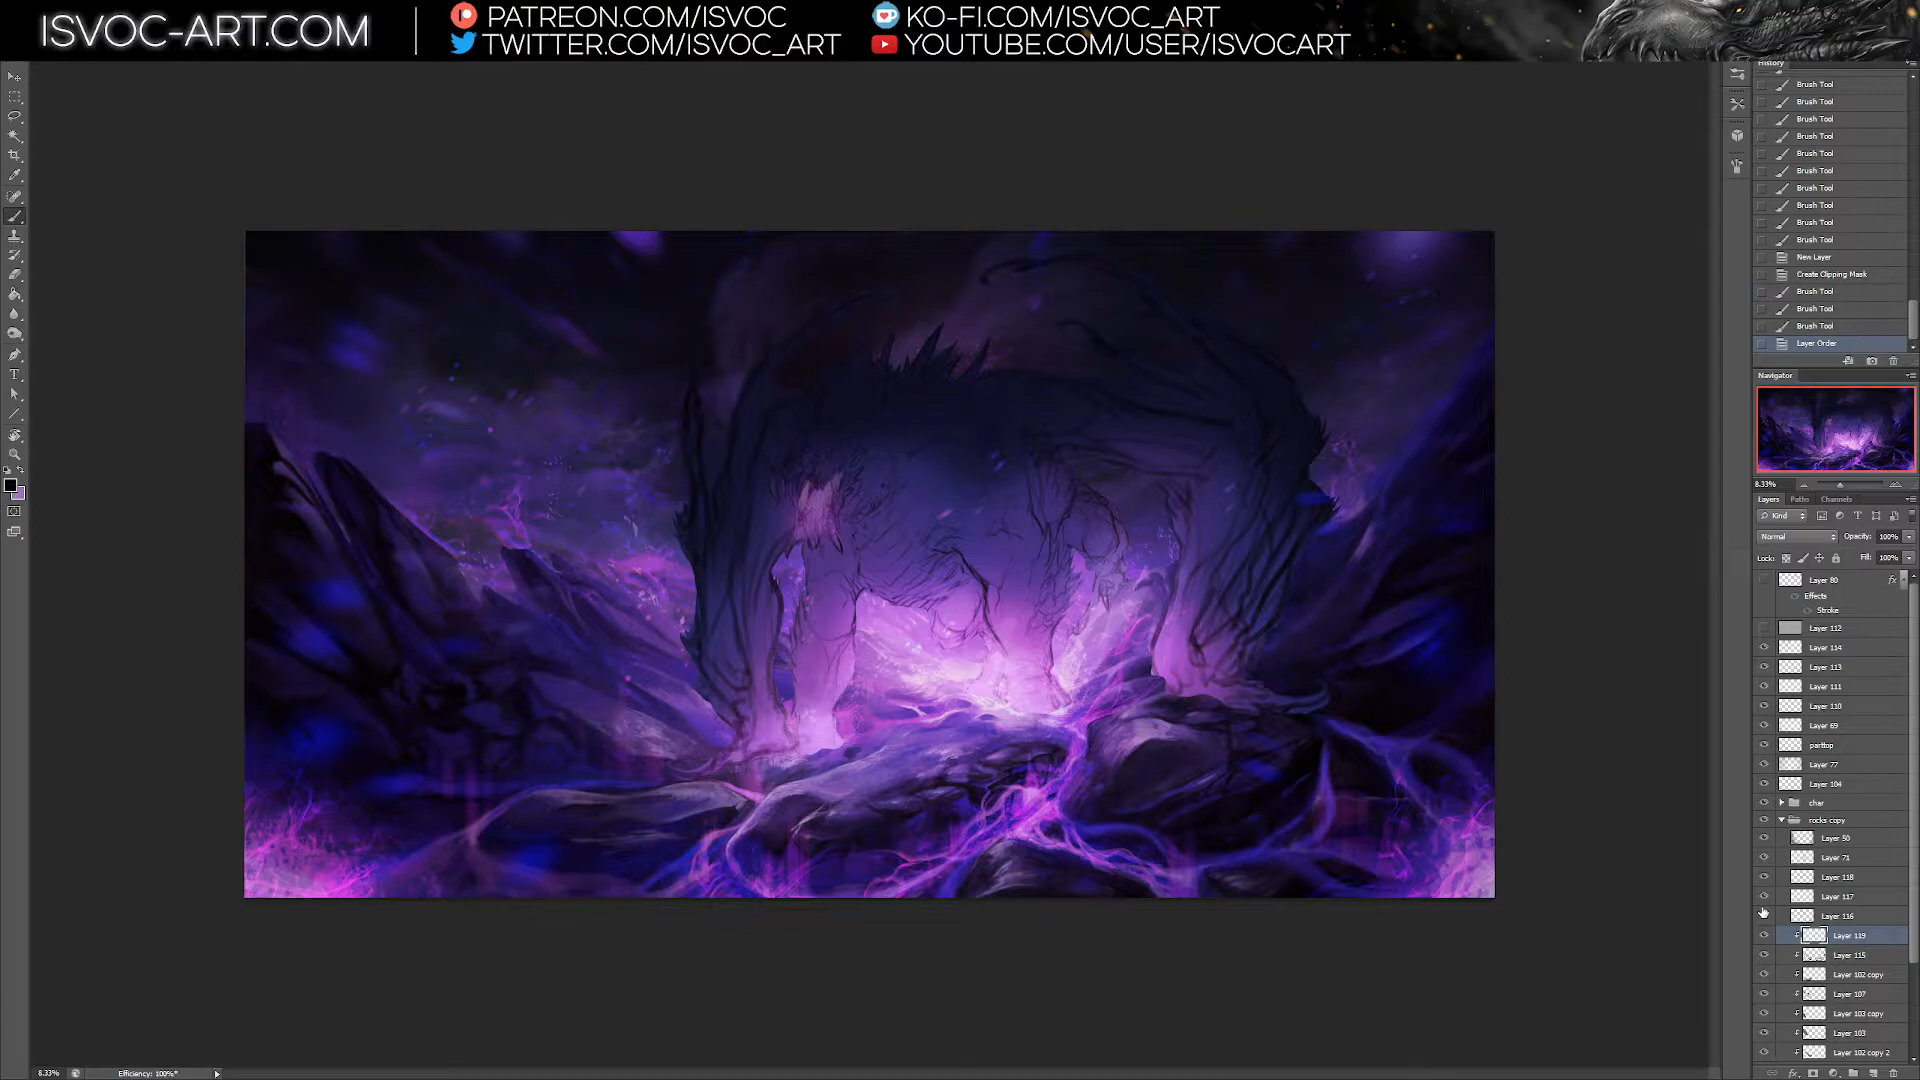 ISVOC-ART.COM
PATREON.COM/ISVOC
TWITTER.COM/ISVOC_ART
KO-FI.COM/ISVOC_ART
YOUTUBE.COM/USER/ISVOCART
History
Brush Tool
Brush Tool
Brush Tool
Brush Tool
Brush Tool
Brush Tool
Brush Tool
Brush Tool
Brush Tool
Brush Tool
New Layer
Create Clipping Mask
Brush Tool
Brush Tool
Brush Tool
Layer Order
Navigator
8.33%
Layers Paths Channels
Kind
Normal Opacity: 100%
Lock: Fill: 100%
Layer 80 fx
Effects
Stroke
Layer 112
Layer 114
Layer 113
Layer 111
Layer 110
Layer 69
parttop
Layer 77
Layer 104
char
rocks copy
Layer 50
Layer 71
Layer 118
Layer 117
Layer 116
Layer 119
Layer 115
Layer 102 copy
Layer 107
Layer 103 copy
Layer 103
Layer 102 copy 2
8.33% Efficiency: 100%*